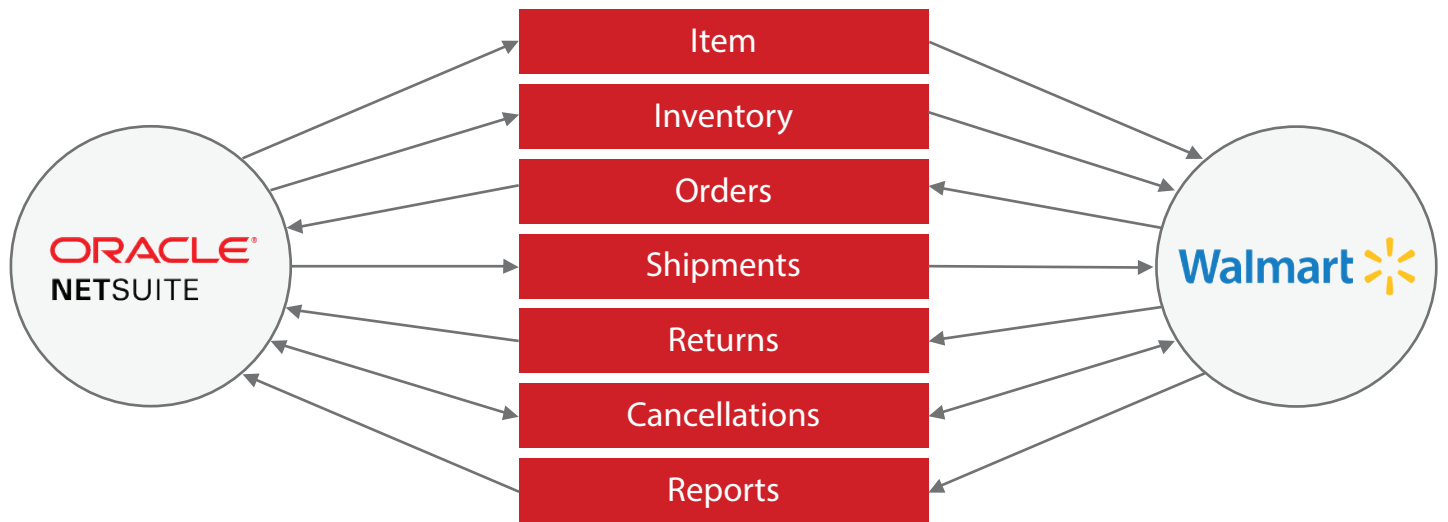 Item
Inventory
Orders
ORACLE®
NETSUITE
Shipments
Walmart
Returns
Cancellations
Reports